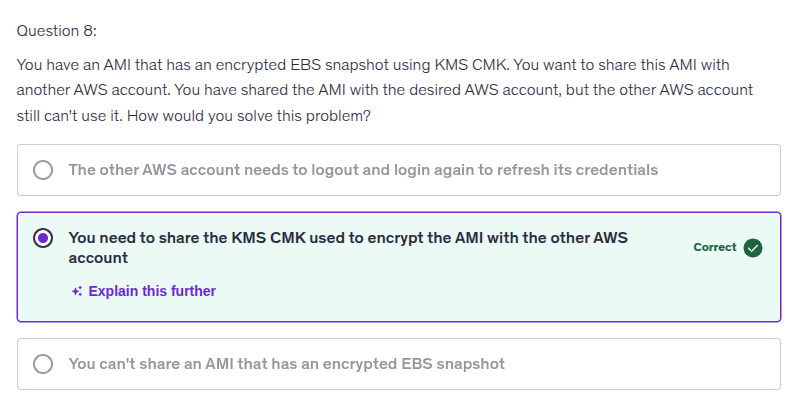 Question 8:
You have an AMI that has an encrypted EBS snapshot using KMS CMK. You want to share this AMI with
another AWS account. You have shared the AMI with the desired AWS account, but the other AWS account
still can't use it. How would you solve this problem?
The other AWS account needs to logout and login again to refresh its credentials
You need to share the KMS CMK used to encrypt the AMI with the other AWS
account
Correct
Explain this further
You can't share an AMI that has an encrypted EBS snapshot